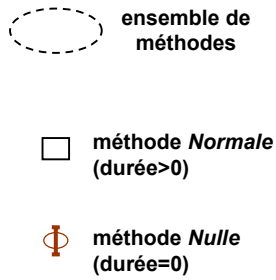 ensemble de
méthodes
méthode Normale
(durée>0)
méthode Nulle
(durée=0)